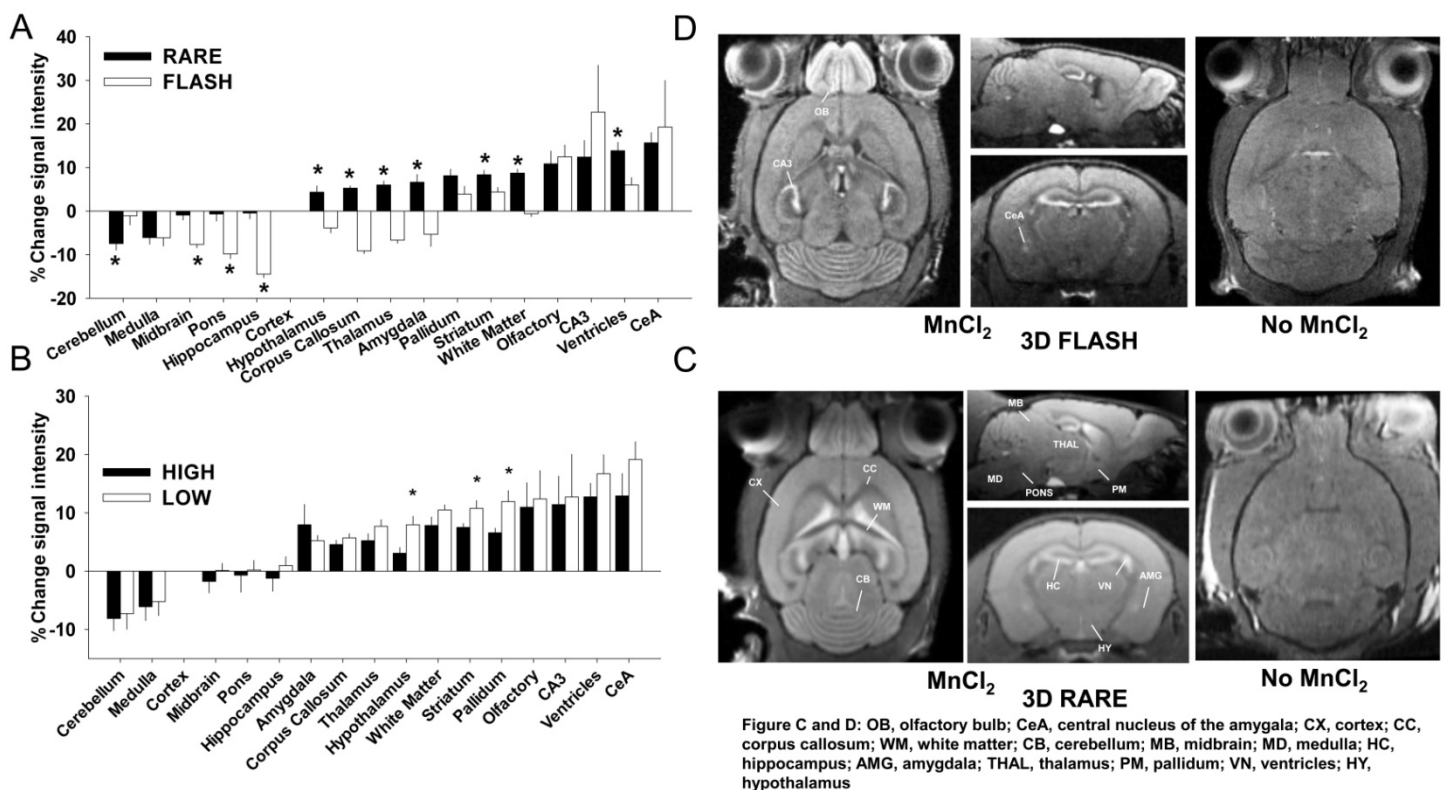 A
% Change signal intensity
40
30
20
10
0
-10
-20
RARE
FLASH
*
*
*
*
*
*
*
*
*
*
*
Cerebellum
Medulla
Midbrain
Pons
Hippocampus
Cortex
Hypothalamus
Corpus Callosum
Thalamus
Amygdala
Pallidum
Striatum
White Matter
Olfactory
CA3
Ventricles
CeA
B
% Change signal intensity
30
20
10
0
-10
HIGH
LOW
*
*
*
Cerebellum
Medulla
Cortex
Midbrain
Pons
Hippocampus
Amygdala
Corpus Callosum
Thalamus
Hypothalamus
White Matter
Striatum
Pallidum
Olfactory
CA3
Ventricles
CeA
D
OB
CA3
CeA
MnCl2
3D FLASH
No MnCl2
C
CX
CC
WM
CB
MB
THAL
MD
PONS
PM
HC
VN
AMG
HY
MnCl2
3D RARE
No MnCl2
Figure C and D: OB, olfactory bulb; CeA, central nucleus of the amygala; CX, cortex; CC,
corpus callosum; WM, white matter; CB, cerebellum; MB, midbrain; MD, medulla; HC,
hippocampus; AMG, amygdala; THAL, thalamus; PM, pallidum; VN, ventricles; HY,
hypothalamus